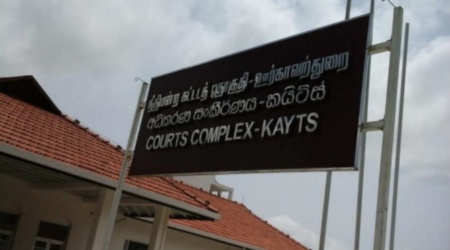 நீதிமன்ற கட்டடத் தொகுதி-ஊர்காவற்துறை
අධිකරණ සංකීර්ණය-කයිට්ස්
COURTS COMPLEX-KAYTS